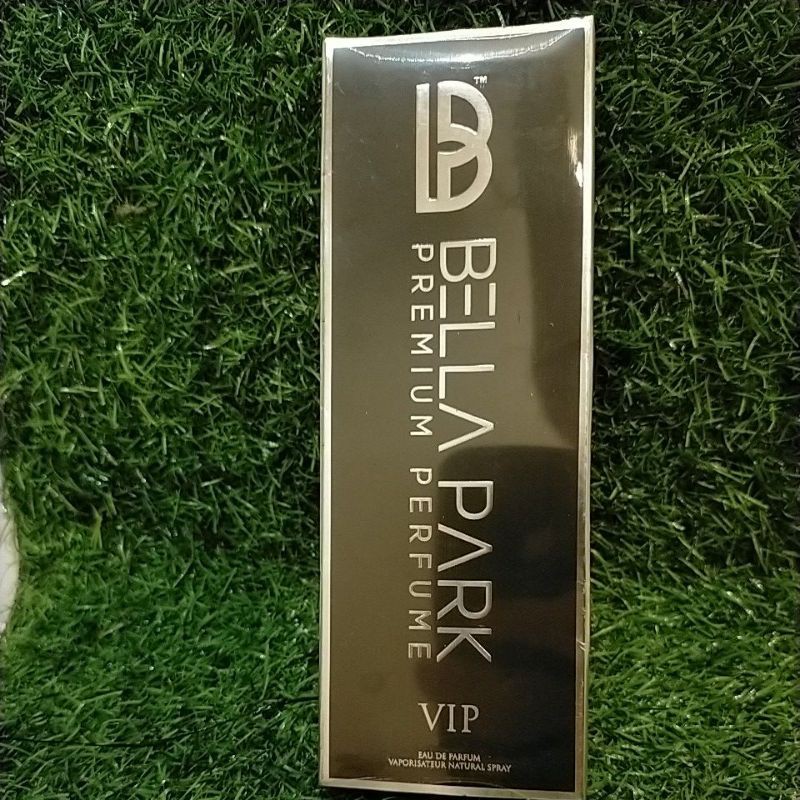 TM
BELLA PARK
PREMIUM PERFUME
VIP
EAU DE PARFUM
VAPORISATEUR NATURAL SPRAY